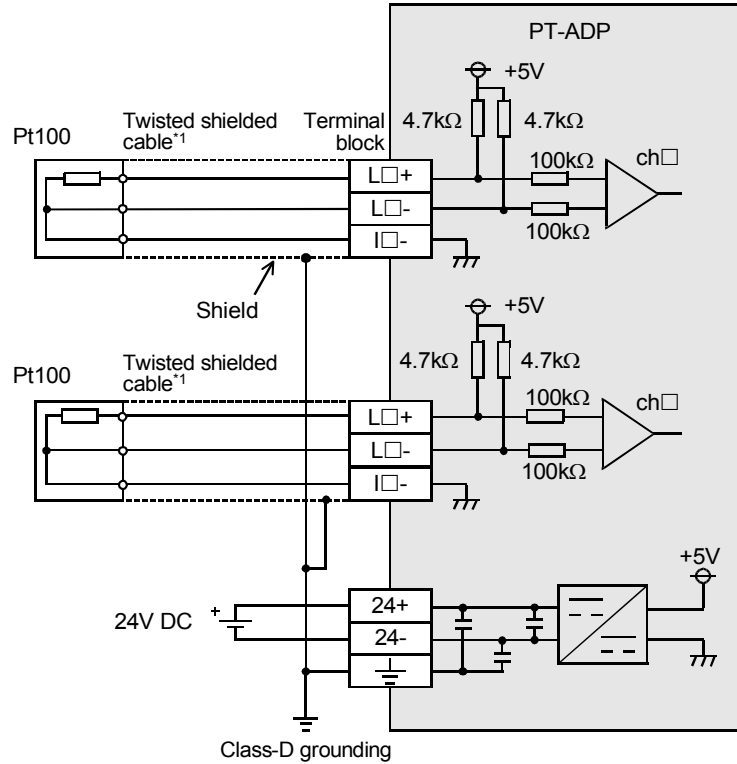 PT-ADP
+5V
4.7kΩ
4.7kΩ
Pt100
Twisted shielded
cable*1
Terminal
block
L□+
L□-
I□-
100kΩ
100kΩ
ch□
Shield
+5V
4.7kΩ
4.7kΩ
Pt100
Twisted shielded
cable*1
L□+
L□-
I□-
100kΩ
100kΩ
ch□
24V DC
+
24+
24-
+5V
Class-D grounding